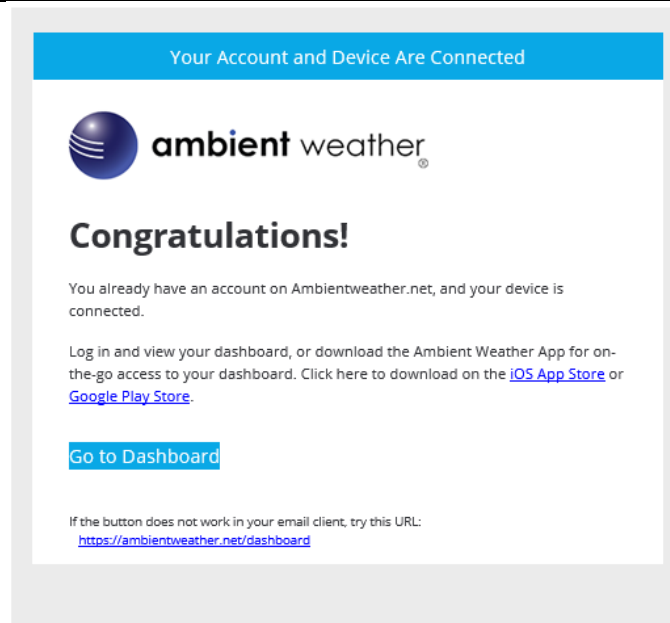 Your Account and Device Are Connected
ambient weather®
Congratulations!
You already have an account on Ambientweather.net, and your device is
connected.
Log in and view your dashboard, or download the Ambient Weather App for on-
the-go access to your dashboard. Click here to download on the iOS App Store or
Google Play Store.
Go to Dashboard
If the button does not work in your email client, try this URL:
https://ambientweather.net/dashboard